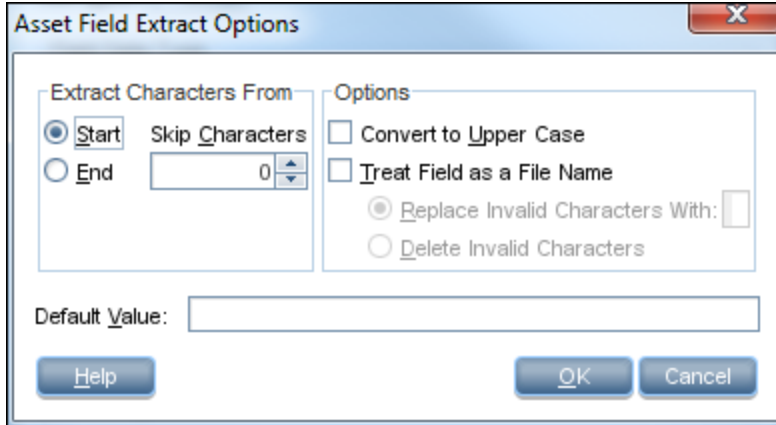 Asset Field Extract Options
X
Extract Characters From
Options
Start Skip Characters
Convert to Upper Case
End 0
Treat Field as a File Name
Replace Invalid Characters With:
Delete Invalid Characters
Default Value:
Help OK Cancel